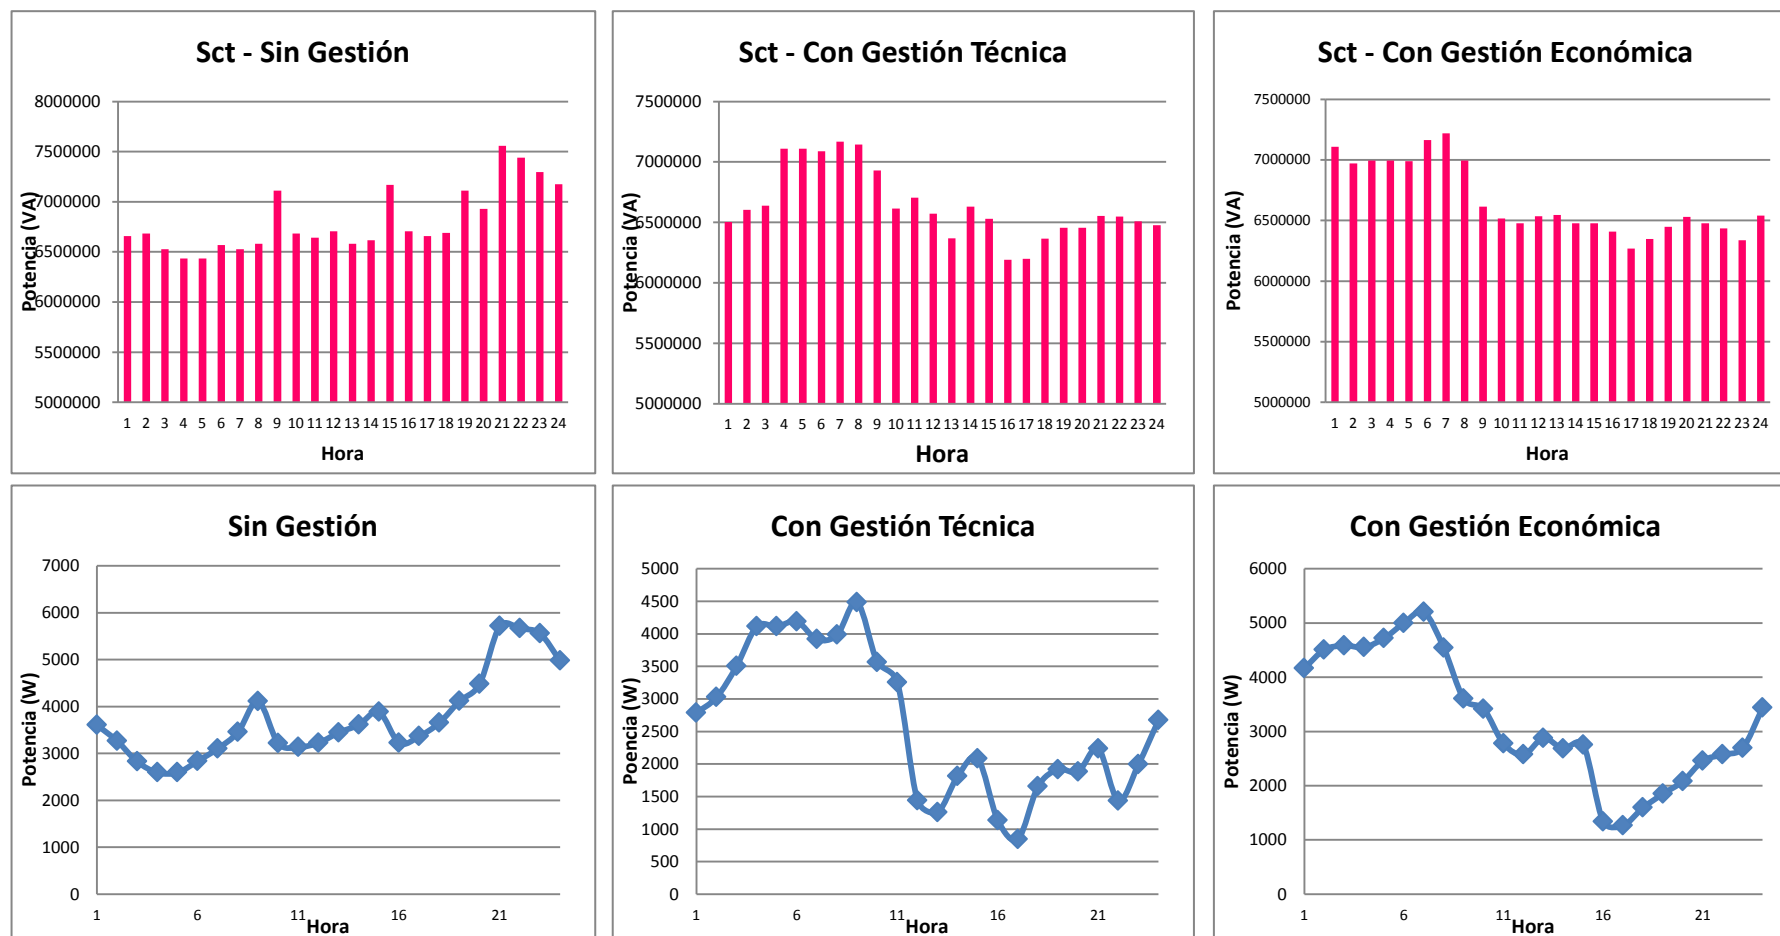 Sct - Sin Gestión
8000000
7500000
7000000
6500000
6000000
5500000
5000000
Potencia (VA)
1 2 3 4 5 6 7 8 9 10 11 12 13 14 15 16 17 18 19 20 21 22 23 24
Hora
Sct - Con Gestión Técnica
7500000
7000000
6500000
6000000
5500000
5000000
Potencia (VA)
1 2 3 4 5 6 7 8 9 10 11 12 13 14 15 16 17 18 19 20 21 22 23 24
Hora
Sct - Con Gestión Económica
7500000
7000000
6500000
6000000
5500000
5000000
Potencia (VA)
1 2 3 4 5 6 7 8 9 10 11 12 13 14 15 16 17 18 19 20 21 22 23 24
Hora
Sin Gestión
7000
6000
5000
4000
3000
2000
1000
0
Potencia (W)
1 6 11 16 21
Hora
Con Gestión Técnica
5000
4500
4000
3500
3000
2500
2000
1500
1000
500
0
Poencia (W)
1 6 11 16 21
Hora
Con Gestión Económica
6000
5000
4000
3000
2000
1000
0
Potencia (W)
1 6 11 16 21
Hora